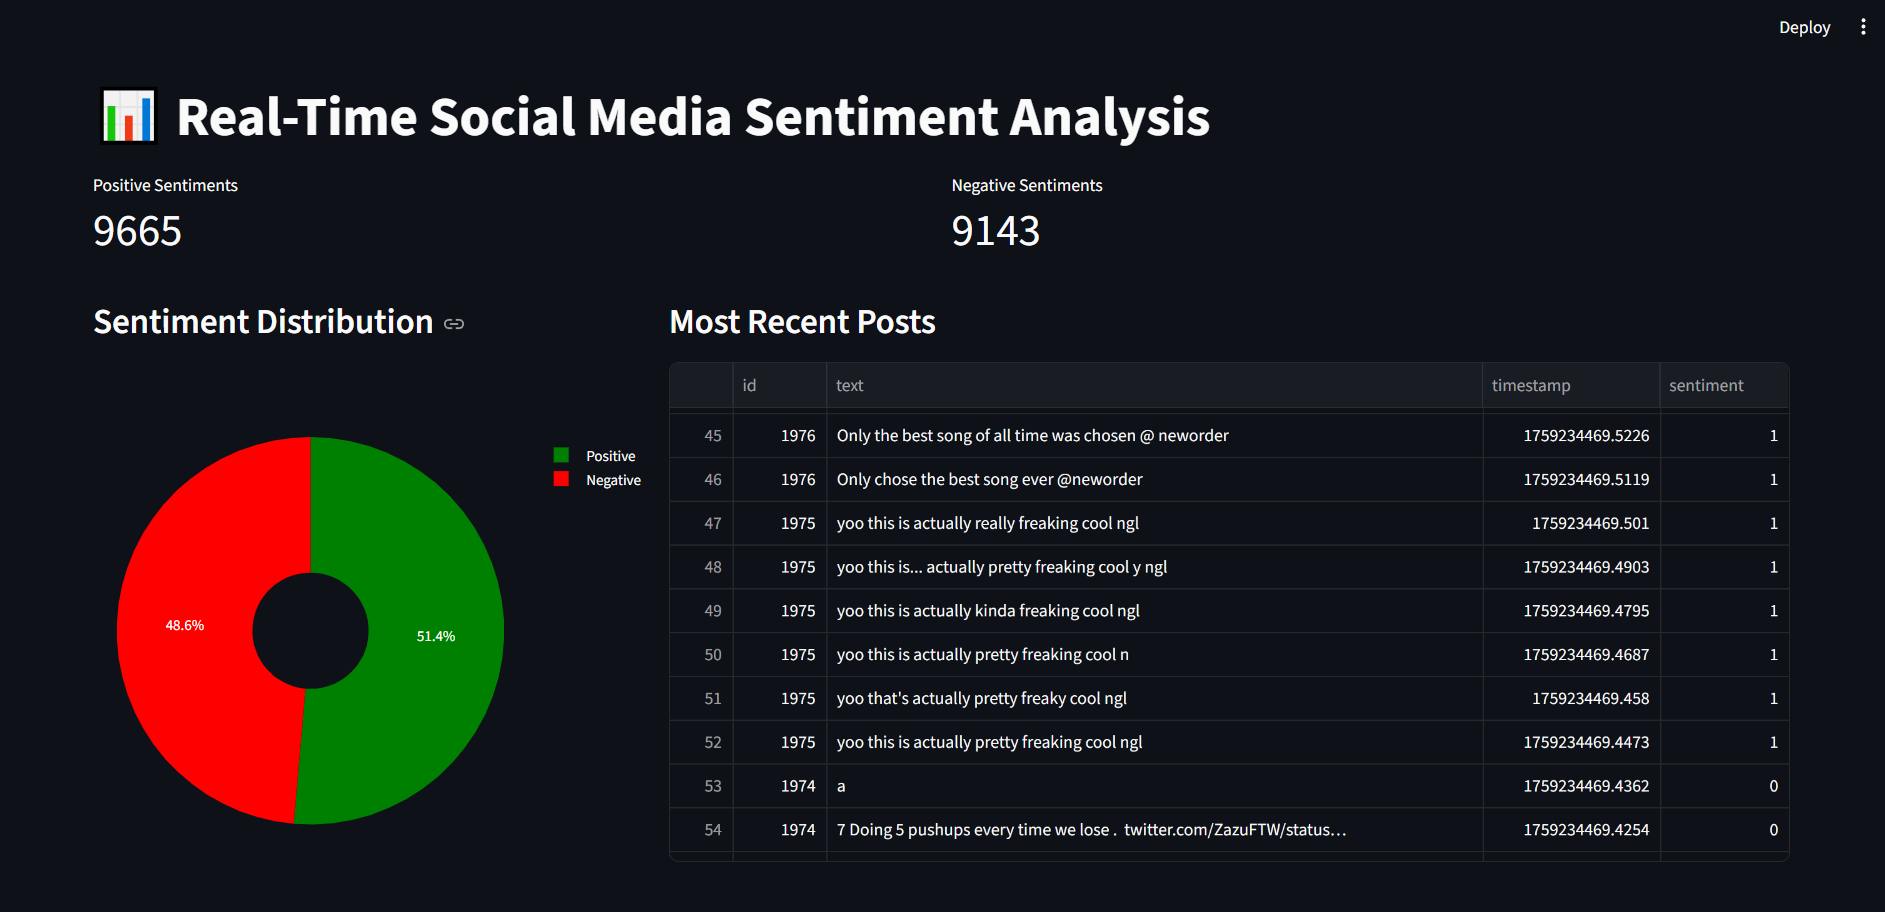 Deploy
Real-Time Social Media Sentiment Analysis
Positive Sentiments
9665
Negative Sentiments
9143
Sentiment Distribution
Positive
Negative
48.6%
51.4%
Most Recent Posts
id text timestamp sentiment
45 1976 Only the best song of all time was chosen @ neworder 1759234469.5226 1
46 1976 Only chose the best song ever @neworder 1759234469.5119 1
47 1975 yoo this is actually really freaking cool ngl 1759234469.501 1
48 1975 yoo this is... actually pretty freaking cool y ngl 1759234469.4903 1
49 1975 yoo this is actually kinda freaking cool ngl 1759234469.4795 1
50 1975 yoo this is actually pretty freaking cool n 1759234469.4687 1
51 1975 yoo that's actually pretty freaky cool ngl 1759234469.458 1
52 1975 yoo this is actually pretty freaking cool ngl 1759234469.4473 1
53 1974 a 1759234469.4362 0
54 1974 7 Doing 5 pushups every time we lose .  twitter.com/ZazuFTW/status… 1759234469.4254 0